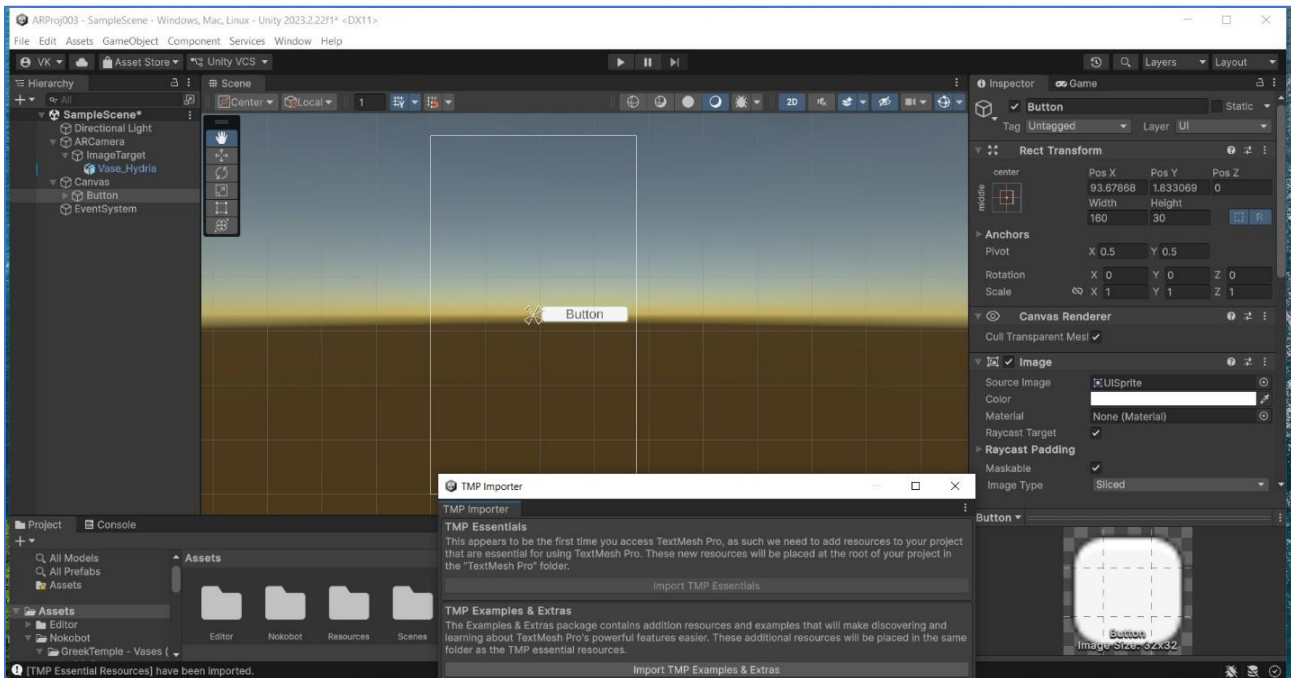 ARProj003 - SampleScene - Windows, Mac, Linux - Unity 2023.2.22f1* <DX11>
File Edit Assets GameObject Component Services Window Help
VK Asset Store Unity VCS Layers Layout
Hierarchy
All
SampleScene*
Directional Light
ARCamera
ImageTarget
Vase_Hydria
Canvas
Button
EventSystem
Scene
Center Local 1 2D
Button
Inspector Game
Button Static
Tag Untagged Layer UI
Rect Transform
center Pos X Pos Y Pos Z
middle 93.67868 1.833069 0
Width Height
160 30 R
Anchors
Pivot X 0.5 Y 0.5
Rotation X 0 Y 0 Z 0
Scale X 1 Y 1 Z 1
Canvas Renderer
Cull Transparent Mesl
Image
Source Image UISprite
Color
Material None (Material)
Raycast Target
Raycast Padding
Maskable
Image Type Sliced
Button
Button
Image Size: 32x32
Project Console
All Models
All Prefabs
Assets
Assets
Editor
Nokobot
GreekTemple - Vases (
Assets
Editor Nokobot Resources Scenes
TMP Importer
TMP Importer
TMP Essentials
This appears to be the first time you access TextMesh Pro, as such we need to add resources to your project
that are essential for using TextMesh Pro. These new resources will be placed at the root of your project in
the "TextMesh Pro" folder.
Import TMP Essentials
TMP Examples & Extras
The Examples & Extras package contains addition resources and examples that will make discovering and
learning about TextMesh Pro's powerful features easier. These additional resources will be placed in the same
folder as the TMP essential resources.
Import TMP Examples & Extras
[TMP Essential Resources] have been imported.